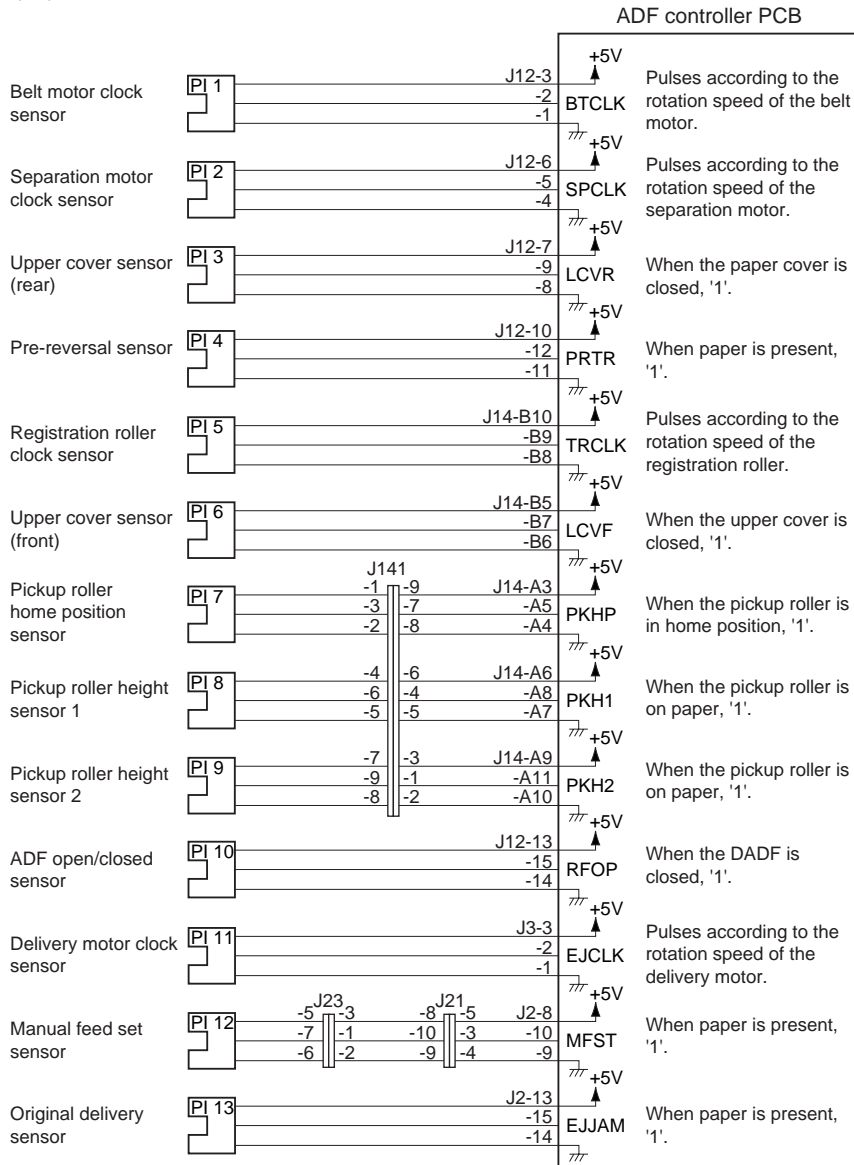 ADF controller PCB
+5V
Belt motor clock
sensor
PI 1
J12-3
-2
-1
BTCLK
Pulses according to the
rotation speed of the belt
motor.
+5V
Separation motor
clock sensor
PI 2
J12-6
-5
-4
SPCLK
Pulses according to the
rotation speed of the
separation motor.
+5V
Upper cover sensor
(rear)
PI 3
J12-7
-9
-8
LCVR
When the paper cover is
closed, '1'.
+5V
Pre-reversal sensor
PI 4
J12-10
-12
-11
PRTR
When paper is present,
'1'.
+5V
Registration roller
clock sensor
PI 5
J14-B10
-B9
-B8
TRCLK
Pulses according to the
rotation speed of the
registration roller.
+5V
Upper cover sensor
(front)
PI 6
J14-B5
-B7
-B6
LCVF
When the upper cover is
closed, '1'.
+5V
J141
Pickup roller
home position
sensor
PI 7
-1 -9 J14-A3
-3 -7 -A5
-2 -8 -A4
PKHP
When the pickup roller is
in home position, '1'.
+5V
Pickup roller height
sensor 1
PI 8
-4 -6 J14-A6
-6 -4 -A8
-5 -5 -A7
PKH1
When the pickup roller is
on paper, '1'.
+5V
Pickup roller height
sensor 2
PI 9
-7 -3 J14-A9
-9 -1 -A11
-8 -2 -A10
PKH2
When the pickup roller is
on paper, '1'.
+5V
ADF open/closed
sensor
PI 10
J12-13
-15
-14
RFOP
When the DADF is
closed, '1'.
+5V
Delivery motor clock
sensor
PI 11
J3-3
-2
-1
EJCLK
Pulses according to the
rotation speed of the
delivery motor.
+5V
Manual feed set
sensor
PI 12
J23 J21
-5 -3 -8 -5 J2-8
-7 -1 -10 -3 -10
-6 -2 -9 -4 -9
MFST
When paper is present,
'1'.
+5V
Original delivery
sensor
PI 13
J2-13
-15
-14
EJJAM
When paper is present,
'1'.